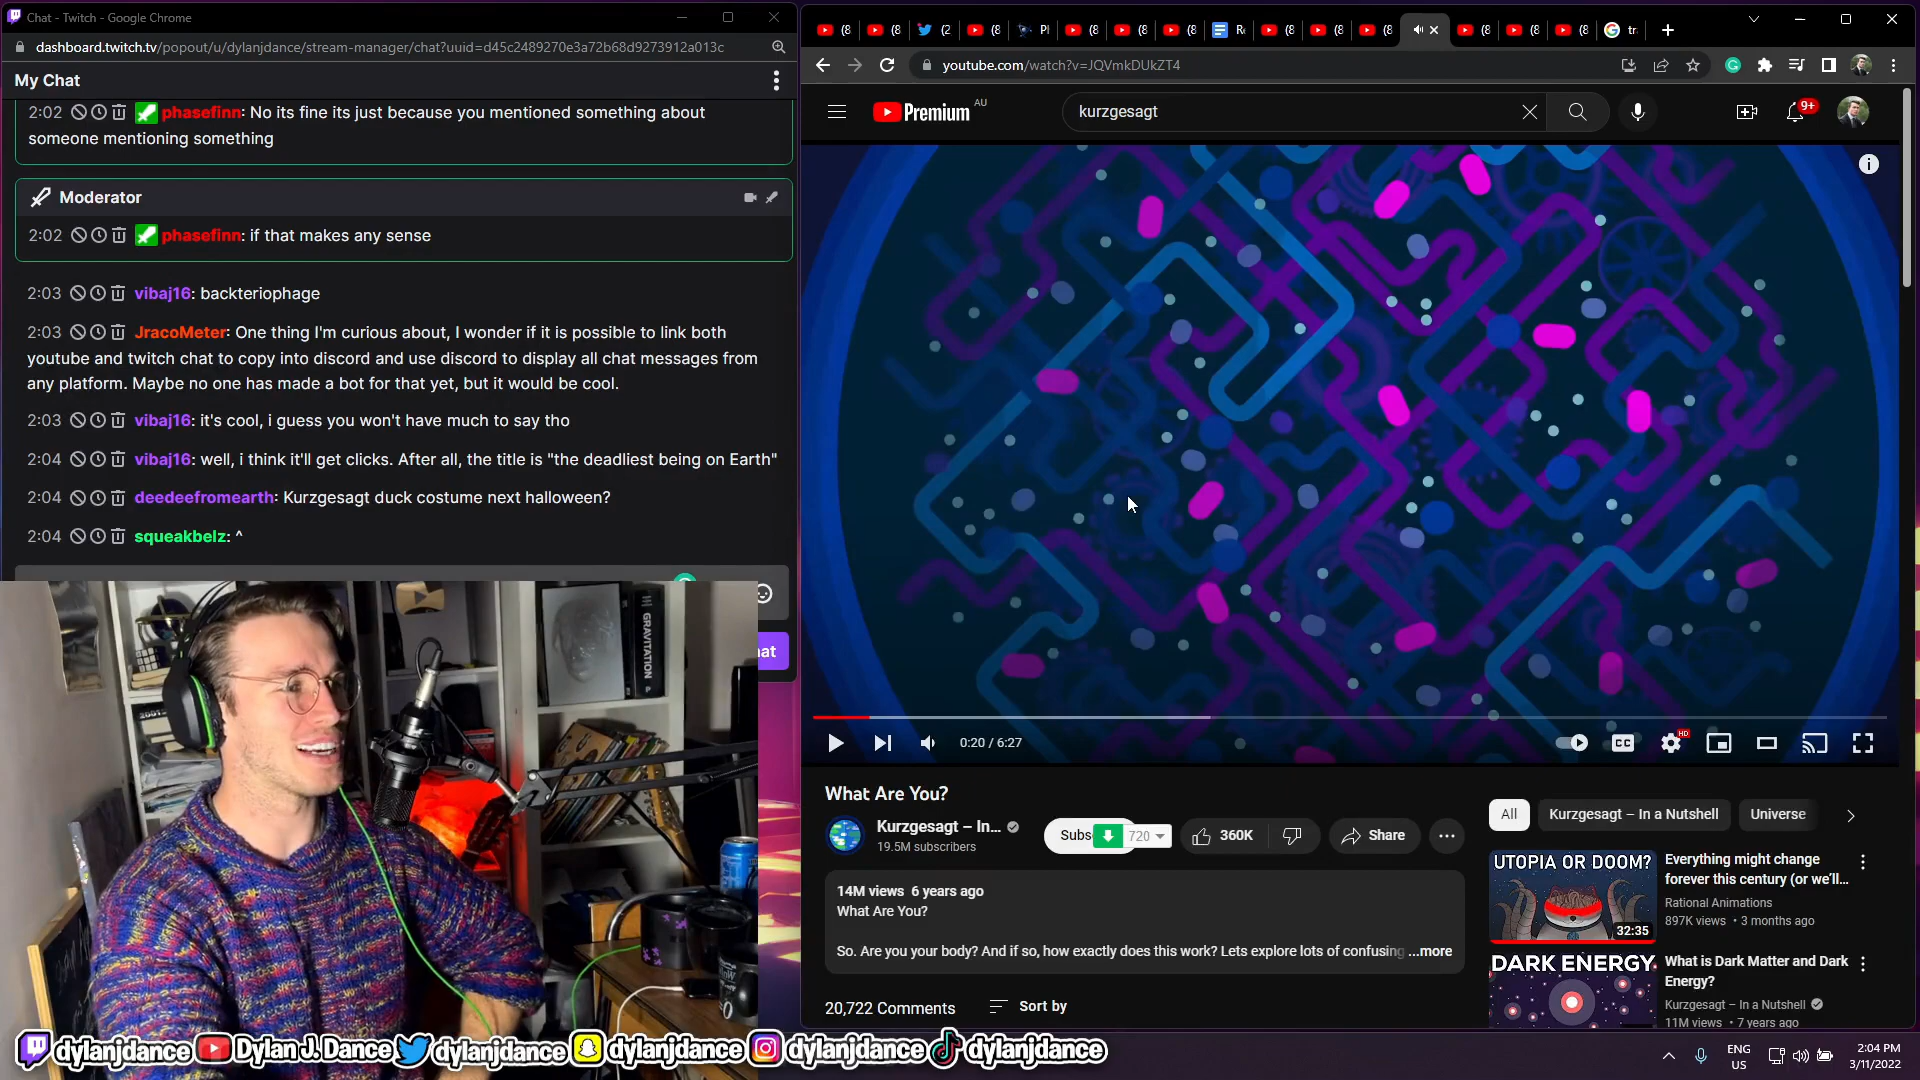 Chat - Twitch - Google Chrome
dashboard.twitch.tv/popout/u/dylanjdance/stream-manager/chat?uuid=d45c2489270e3a72b68d9273912a013c
My Chat
2:02 phasefinn: No its fine its just because you mentioned something about
someone mentioning something
Moderator
2:02 phasefinn: if that makes any sense
2:03 vibaj16: backteriophage
2:03 JracoMeter: One thing I'm curious about, I wonder if it is possible to link both
youtube and twitch chat to copy into discord and use discord to display all chat messages from
any platform. Maybe no one has made a bot for that yet, but it would be cool.
2:03 vibaj16: it's cool, i guess you won't have much to say tho
2:04 vibaj16: well, i think it'll get clicks. After all, the title is "the deadliest being on Earth"
2:04 deedeefromearth: Kurzgesagt duck costume next halloween?
2:04 squeakbelz: ^
GRAVITATION
youtube.com/watch?v=JQVmkDUkZT4
Premium AU
kurzgesagt
9+
0:20 / 6:27
CC
HD
What Are You?
Kurzgesagt – In...
19.5M subscribers
Subs
720
360K
Share
14M views 6 years ago
What Are You?
So. Are you your body? And if so, how exactly does this work? Lets explore lots of confusing ...more
20,722 Comments
Sort by
All
Kurzgesagt – In a Nutshell
Universe
UTOPIA OR DOOM?
32:35
Everything might change
forever this century (or we'll...
Rational Animations
897K views • 3 months ago
DARK ENERGY
What is Dark Matter and Dark
Energy?
Kurzgesagt – In a Nutshell
11M views • 7 years ago
dylanjdance Dylan J. Dance dylanjdance dylanjdance dylanjdance dylanjdance
ENG
US
2:04 PM
3/11/2022